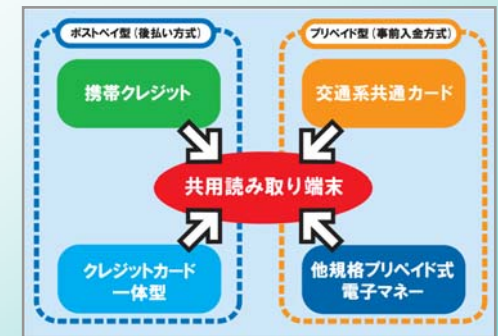 ポストペイ型(後払い方式)
プリペイド型(事前入金方式)
携帯クレジット
交通系共通カード
共用読み取り端末
クレジットカード
一体型
他規格プリペイド式
電子マネー